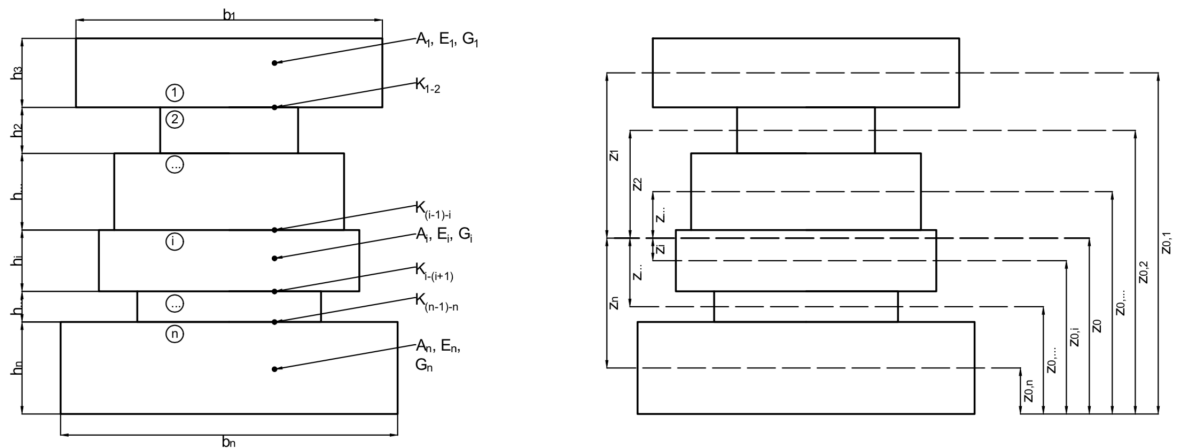 b₁
h₃
A₁, E₁, G₁
K₁₋₂
①
h₂
②
h...
...
K₍ᵢ₋₁₎₋ᵢ
hᵢ
i
Aᵢ, Eᵢ, Gᵢ
Kᵢ₋₍ᵢ₊₁₎
h...
...
K₍ₙ₋₁₎₋ₙ
hₙ
n
Aₙ, Eₙ,
Gₙ
bₙ
z₁
z₂
z...
zᵢ
z...
zₙ
z₀,ₙ
z₀,...
z₀,ᵢ
z₀
z₀,...
z₀,₂
z₀,₁